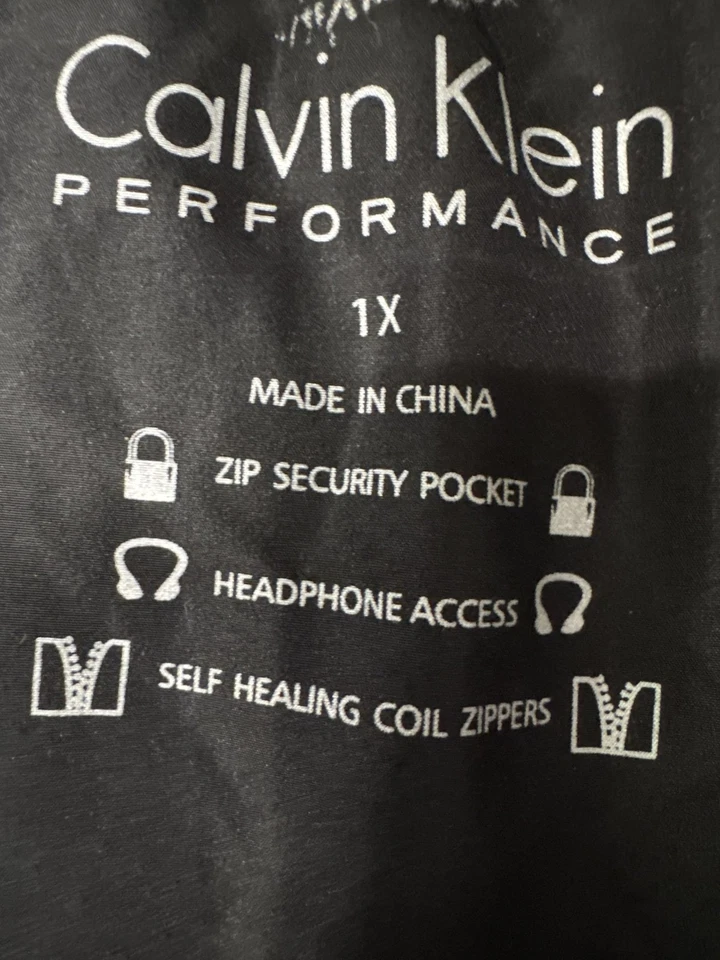 Calvin Klein
PERFORMANCE
1X
MADE IN CHINA
ZIP SECURITY POCKET
HEADPHONE ACCESS
SELF HEALING COIL ZIPPERS